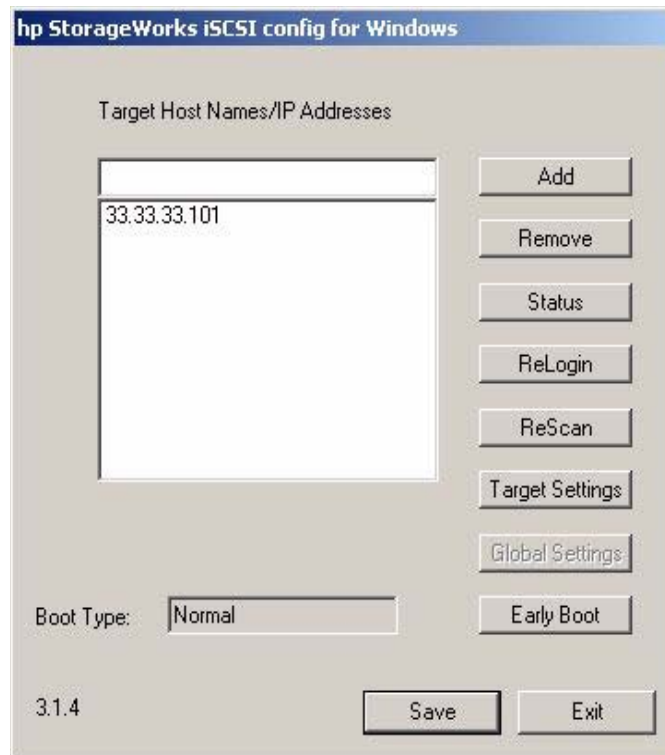 hp StorageWorks iSCSI config for Windows
Target Host Names/IP Addresses
Add
33.33.33.101
Remove
Status
ReLogin
ReScan
Target Settings
Global Settings
Boot Type: Normal Early Boot
3.1.4 Save Exit